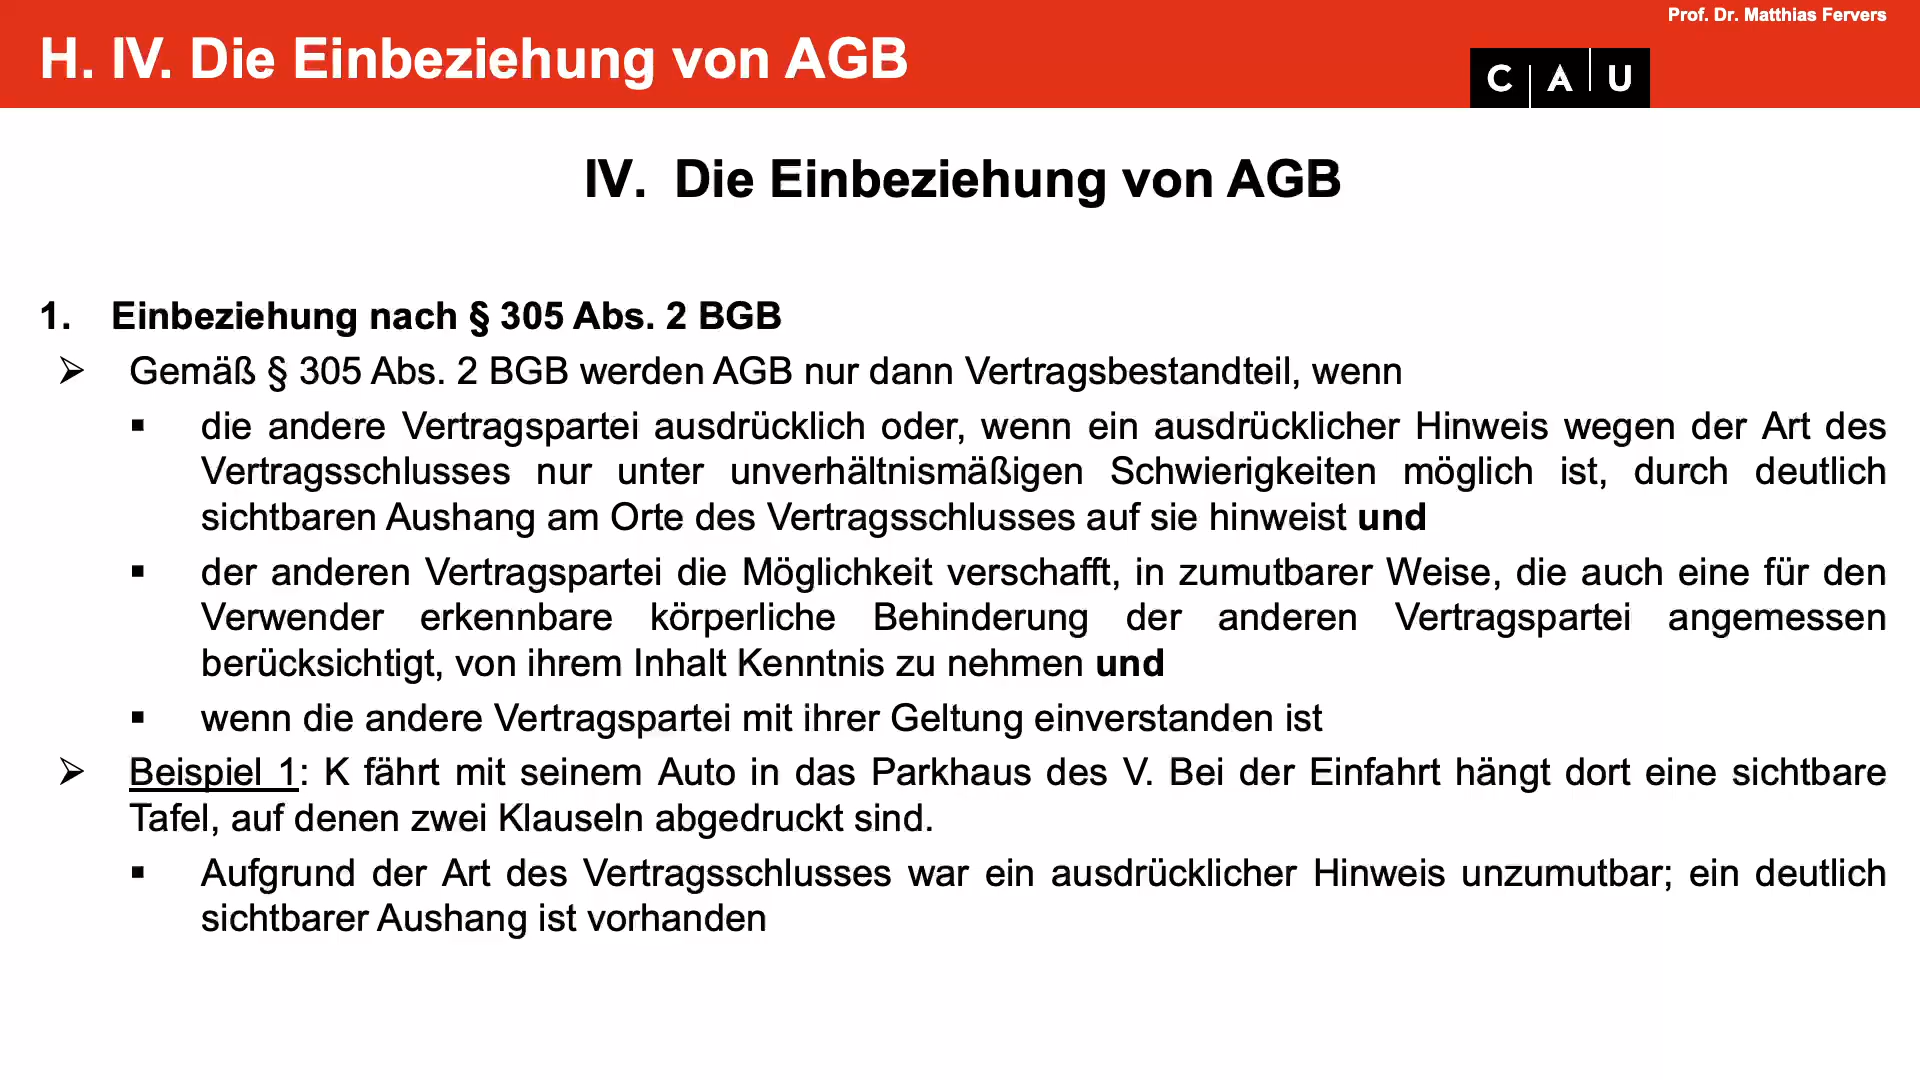 Prof. Dr. Matthias Fervers
H. IV. Die Einbeziehung von AGB
C A U
IV. Die Einbeziehung von AGB
1. Einbeziehung nach § 305 Abs. 2 BGB
➢ Gemäß § 305 Abs. 2 BGB werden AGB nur dann Vertragsbestandteil, wenn
▪ die andere Vertragspartei ausdrücklich oder, wenn ein ausdrücklicher Hinweis wegen der Art des
Vertragsschlusses nur unter unverhältnismäßigen Schwierigkeiten möglich ist, durch deutlich
sichtbaren Aushang am Orte des Vertragsschlusses auf sie hinweist und
▪ der anderen Vertragspartei die Möglichkeit verschafft, in zumutbarer Weise, die auch eine für den
Verwender erkennbare körperliche Behinderung der anderen Vertragspartei angemessen
berücksichtigt, von ihrem Inhalt Kenntnis zu nehmen und
▪ wenn die andere Vertragspartei mit ihrer Geltung einverstanden ist
➢ Beispiel 1: K fährt mit seinem Auto in das Parkhaus des V. Bei der Einfahrt hängt dort eine sichtbare
Tafel, auf denen zwei Klauseln abgedruckt sind.
▪ Aufgrund der Art des Vertragsschlusses war ein ausdrücklicher Hinweis unzumutbar; ein deutlich
sichtbarer Aushang ist vorhanden